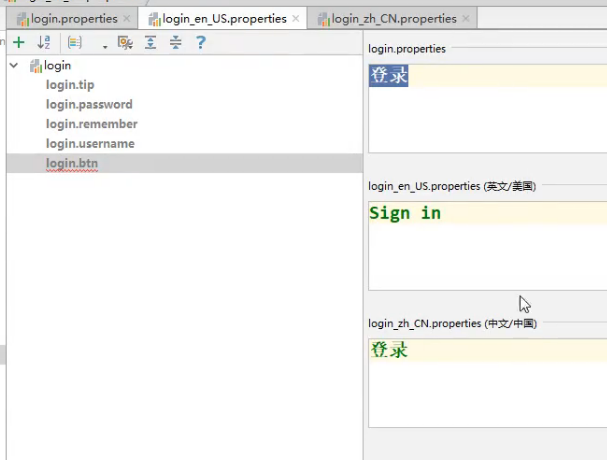 login.properties
login_en_US.properties
login_zh_CN.properties
login
login.tip
login.password
login.remember
login.username
login.btn
login.properties
登录
login_en_US.properties (英文/美国)
Sign in
login_zh_CN.properties (中文/中国)
登录